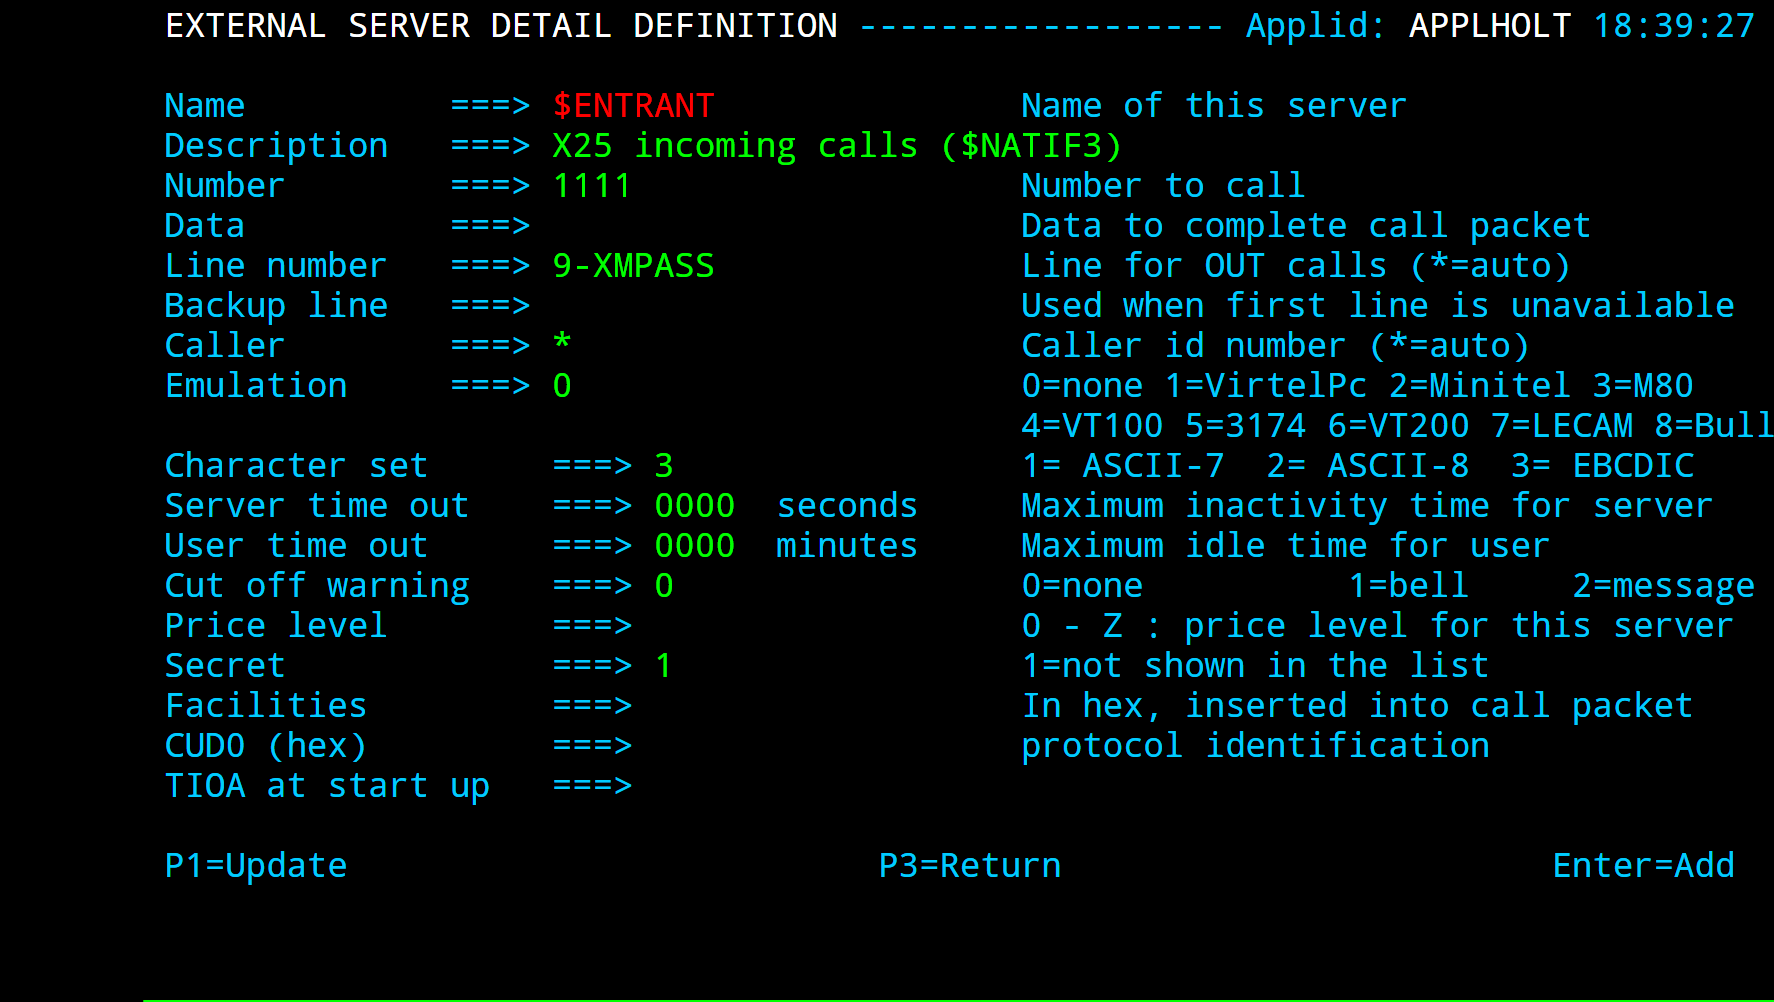 EXTERNAL SERVER DETAIL DEFINITION ------------------ Applid: APPLHOLT 18:39:27
Name ===> $ENTRANT Name of this server
Description ===> X25 incoming calls ($NATIF3)
Number ===> 1111 Number to call
Data ===> Data to complete call packet
Line number ===> 9-XMPASS Line for OUT calls (*=auto)
Backup line ===> Used when first line is unavailable
Caller ===> * Caller id number (*=auto)
Emulation ===> 0 0=none 1=VirtelPc 2=Minitel 3=M80
4=VT100 5=3174 6=VT200 7=LECAM 8=Bull
Character set ===> 3 1= ASCII-7 2= ASCII-8 3= EBCDIC
Server time out ===> 0000 seconds Maximum inactivity time for server
User time out ===> 0000 minutes Maximum idle time for user
Cut off warning ===> 0 0=none 1=bell 2=message
Price level ===> 0 - Z : price level for this server
Secret ===> 1 1=not shown in the list
Facilities ===> In hex, inserted into call packet
CUD0 (hex) ===> protocol identification
TIOA at start up ===>
P1=Update P3=Return Enter=Add